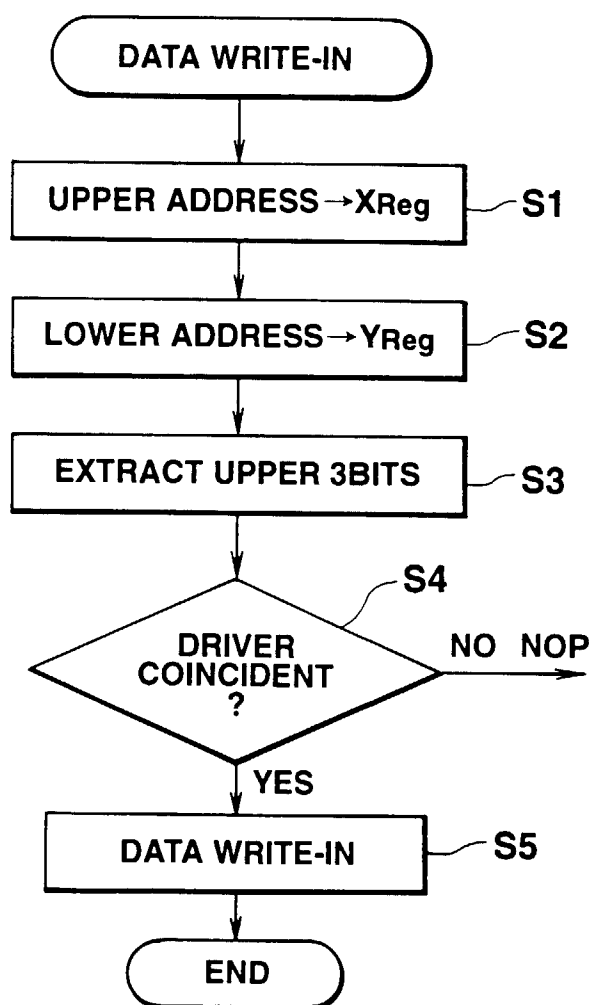 DATA WRITE-IN
UPPER ADDRESS→XReg
S1
LOWER ADDRESS→YReg
S2
EXTRACT UPPER 3BITS
S3
S4
DRIVER
COINCIDENT
?
NO NOP
YES
DATA WRITE-IN
S5
END